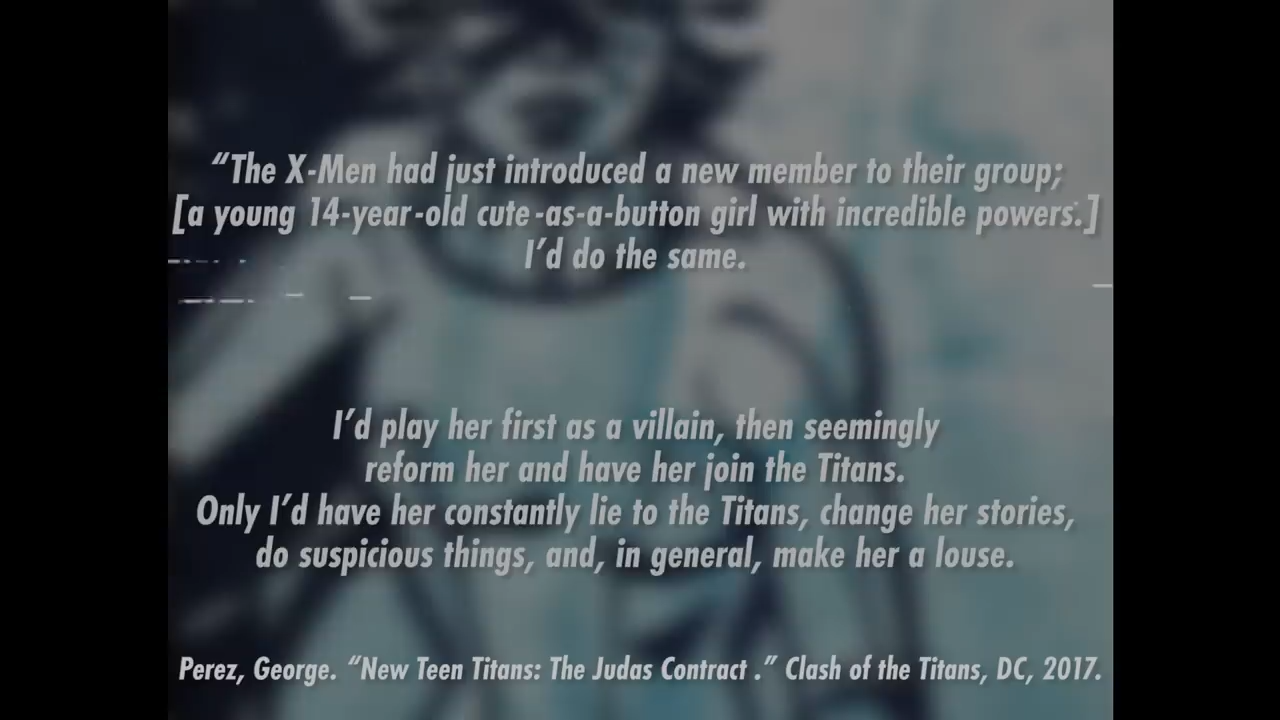 “The X-Men had just introduced a new member to their group;
[a young 14-year-old cute-as-a-button girl with incredible powers.]
I’d do the same.
I’d play her first as a villain, then seemingly
reform her and have her join the Titans.
Only I’d have her constantly lie to the Titans, change her stories,
do suspicious things, and, in general, make her a louse.
Perez, George. “New Teen Titans: The Judas Contract .” Clash of the Titans, DC, 2017.